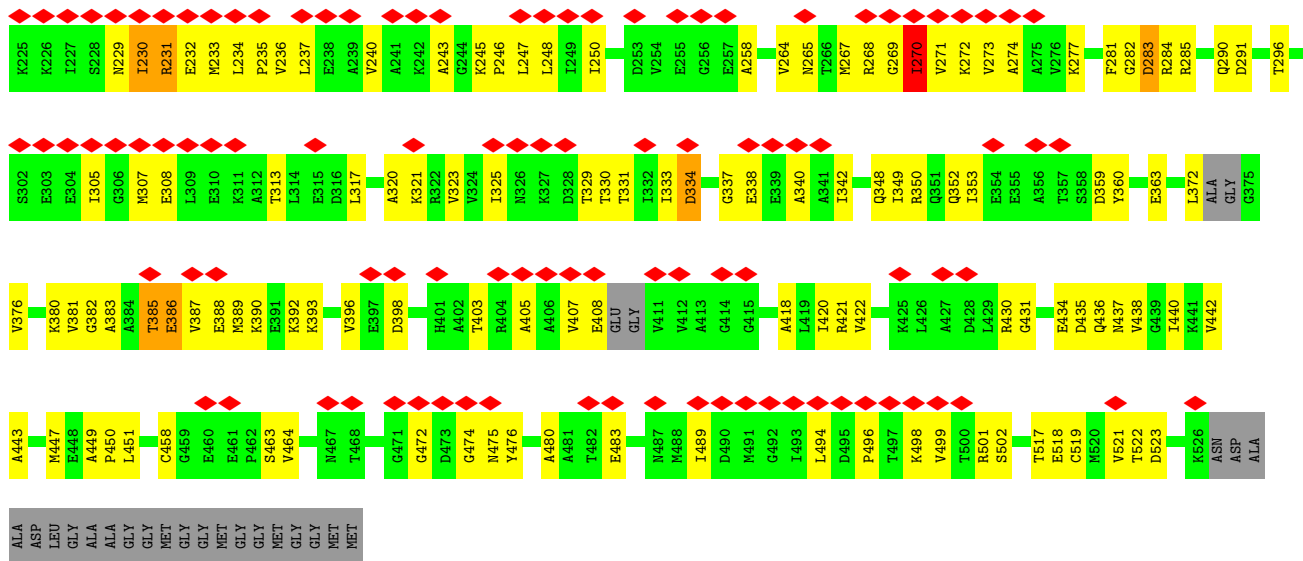 K225 K226 I227 S228 N229 I230 R231 E232 M233 L234 P235 V236 L237 E238 A239 V240 A241 K242 A243 G244 K245 P246 L247 L248 I249 I250 D253 V254 E255 G256 E257 A258 V264 N265 T266 M267 R268 G269 I270 V271 K272 V273 A274 A275 V276 K277 F281 G282 D283 R284 R285 Q290 D291 T296
S302 E303 E304 I305 G306 M307 E308 L309 E310 K311 A312 T313 L314 E315 D316 L317 A320 K321 R322 V323 V324 I325 N326 K327 D328 T329 T330 T331 I332 I333 D334 G337 E338 E339 A340 A341 I342 Q348 I349 R350 Q351 Q352 I353 E354 E355 A356 T357 S358 D359 Y360 E363 L372 ALA GLY G375
V376 K380 V381 G382 A383 A384 T385 E386 V387 E388 M389 K390 E391 K392 K393 V396 E397 D398 H401 A402 T403 R404 A405 A406 V407 E408 GLU GLY V411 V412 A413 G414 G415 A418 L419 I420 R421 V422 K425 L426 A427 D428 L429 R430 G431 E434 D435 Q436 N437 V438 G439 I440 K441 V442
A443 M447 E448 A449 P450 L451 C458 G459 E460 E461 P462 S463 V464 N467 T468 G471 G472 D473 G474 N475 Y476 A480 A481 T482 E483 N487 M488 I489 D490 M491 G492 I493 L494 D495 P496 T497 K498 V499 T500 R501 S502 T517 E518 C519 M520 V521 T522 D523 K526 ASN ASP ALA
ALA ASP LEU GLY ALA ALA GLY GLY MET GLY GLY MET GLY GLY MET GLY GLY MET MET